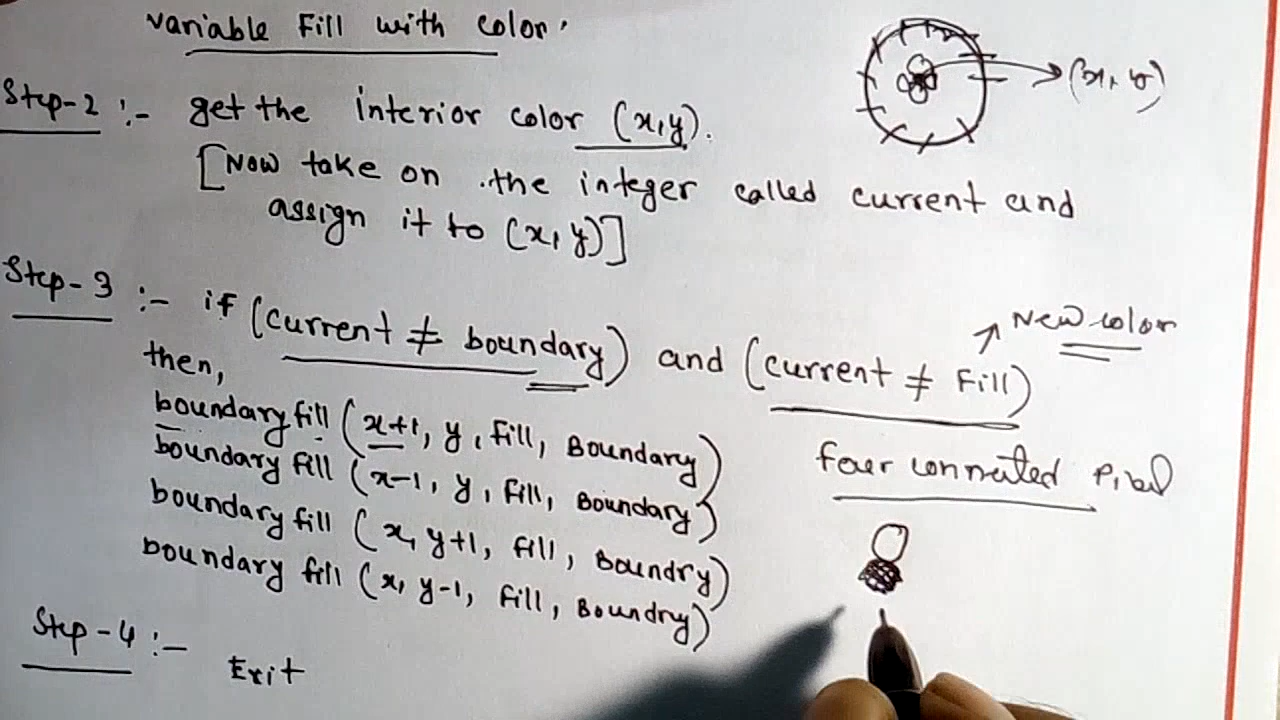 variable Fill with color.
(x, y)
Step-2 :- get the interior color (x,y).
[Now take on the integer called current and
assign it to (x, y)]
Step-3 :- if (current ≠ boundary) and (current ≠ Fill)
New color
then,
boundary fill (x+1, y, fill, Boundary)
boundary fill (x-1, y, fill, Boundary)
boundary fill (x, y+1, fill, Boundry)
boundary fill (x, y-1, fill, Boundry)
four connected Pixel
Step-4 :- Exit